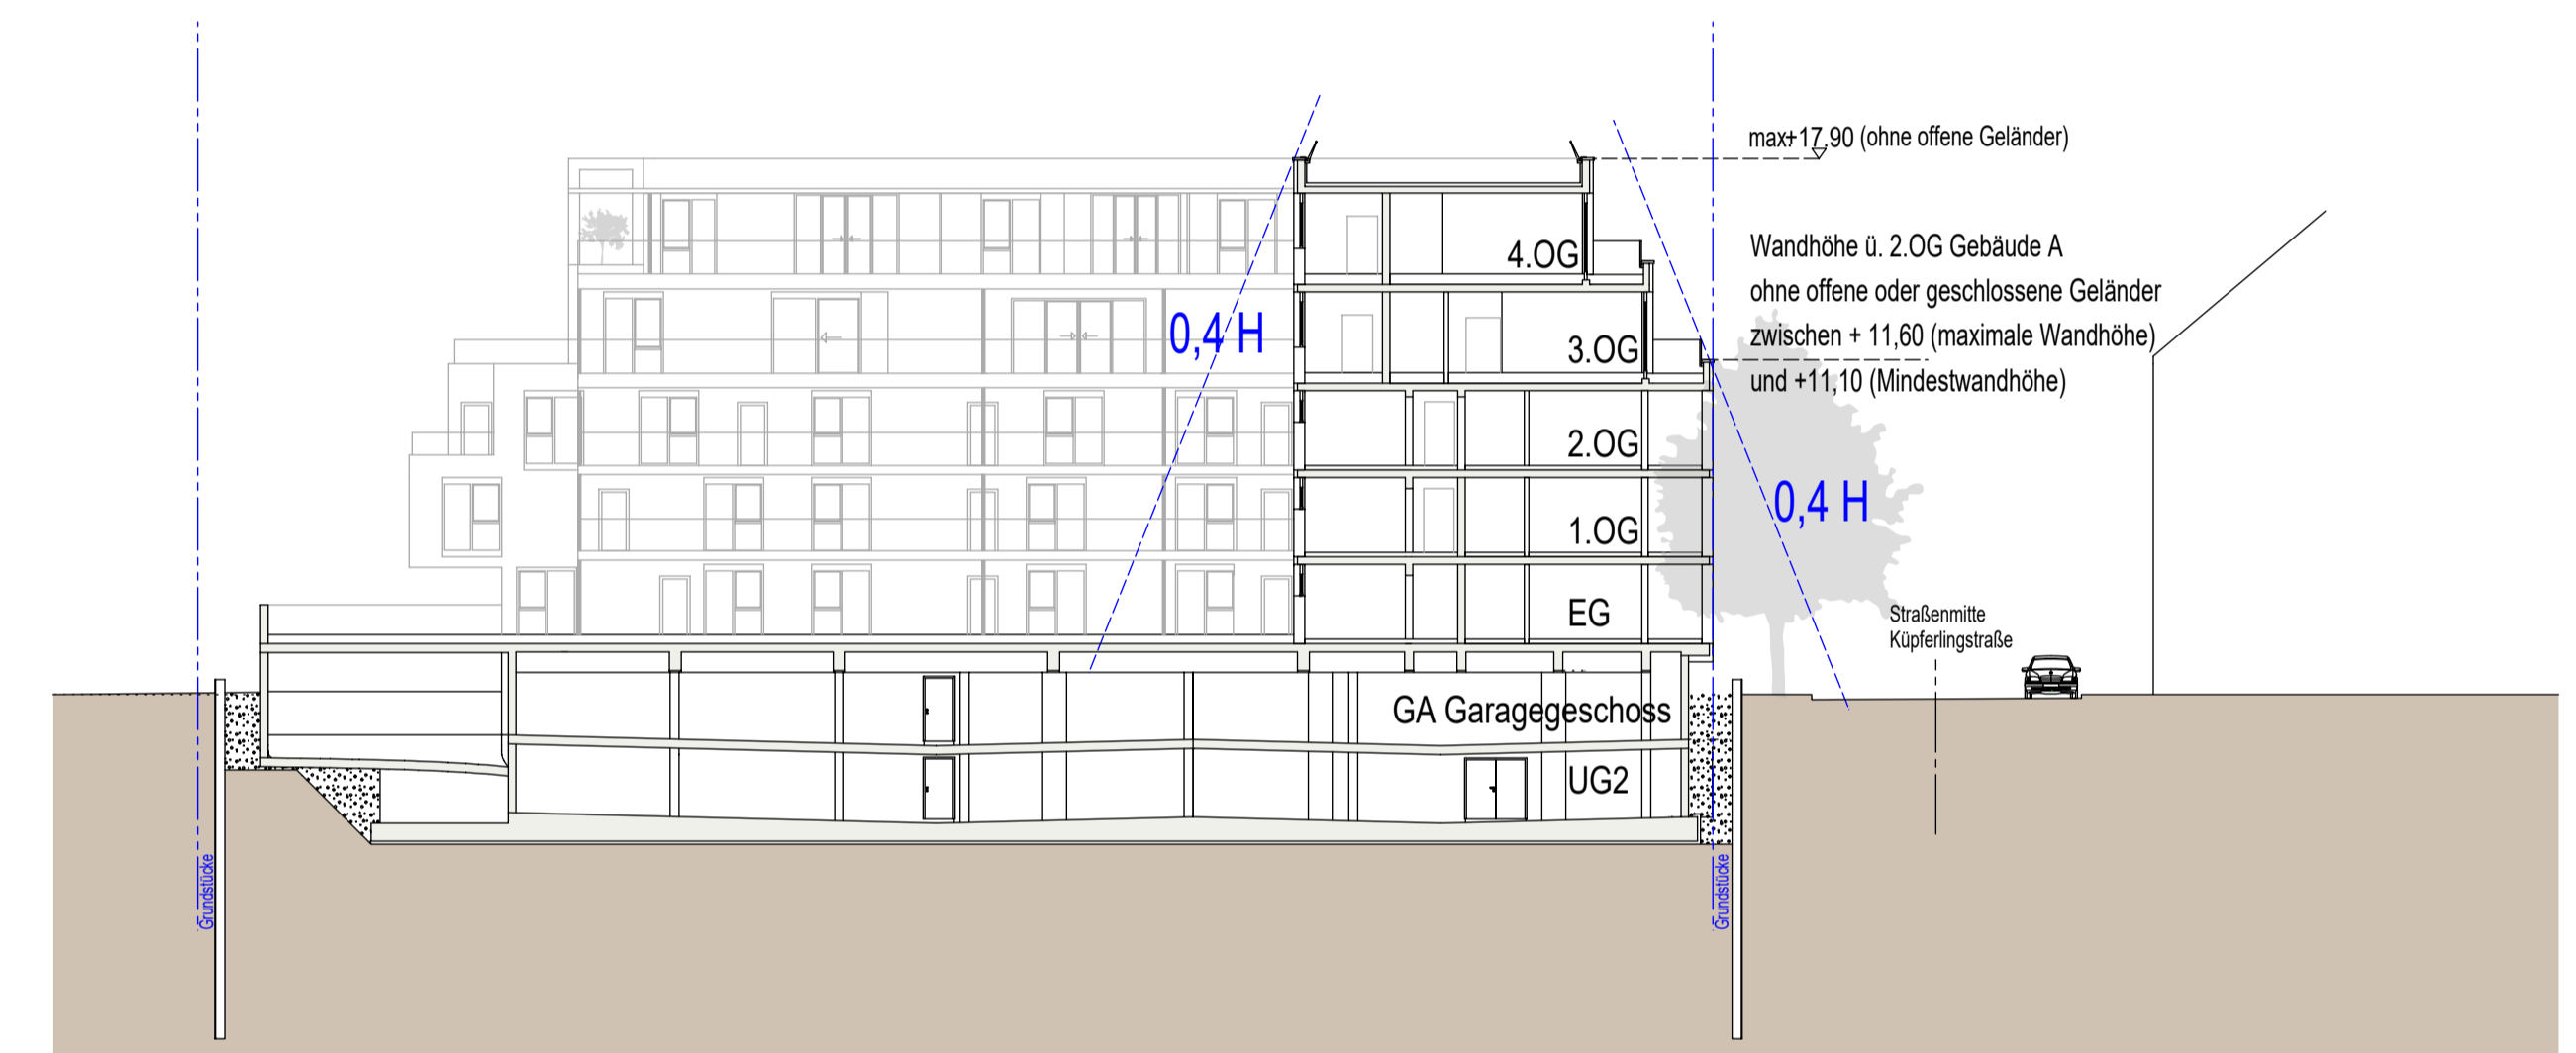 max+17.90 (ohne offene Geländer)
Wandhöhe ü. 2.OG Gebäude A
ohne offene oder geschlossene Geländer
zwischen + 11,60 (maximale Wandhöhe)
und +11,10 (Mindestwandhöhe)
4.OG
0,4 H
3.OG
2.OG
0,4 H
1.OG
EG
Straßenmitte
Küpferlingstraße
GA Garagegeschoss
UG2
Grundstücke
Grundstücke